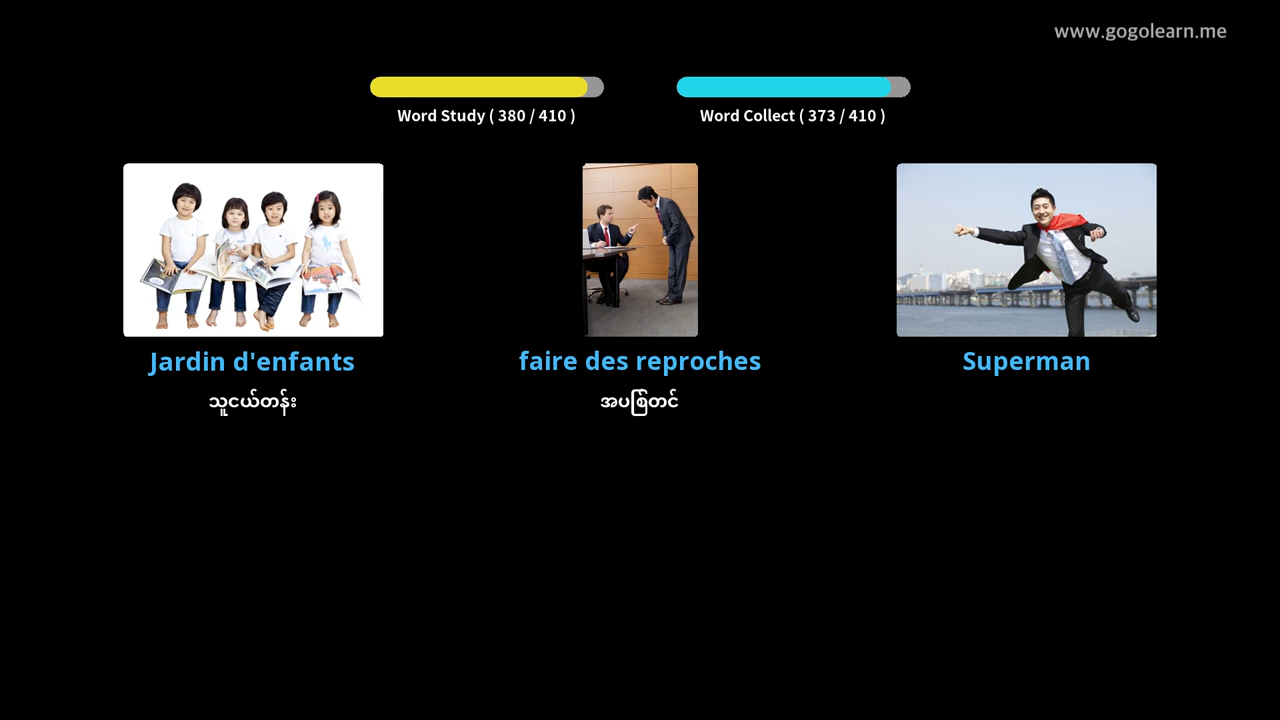 www.gogolearn.me
Word Study ( 380 / 410 )
Word Collect ( 373 / 410 )
Jardin d'enfants
faire des reproches
Superman
သူငယ်တန်း
အပစ်ြတင်